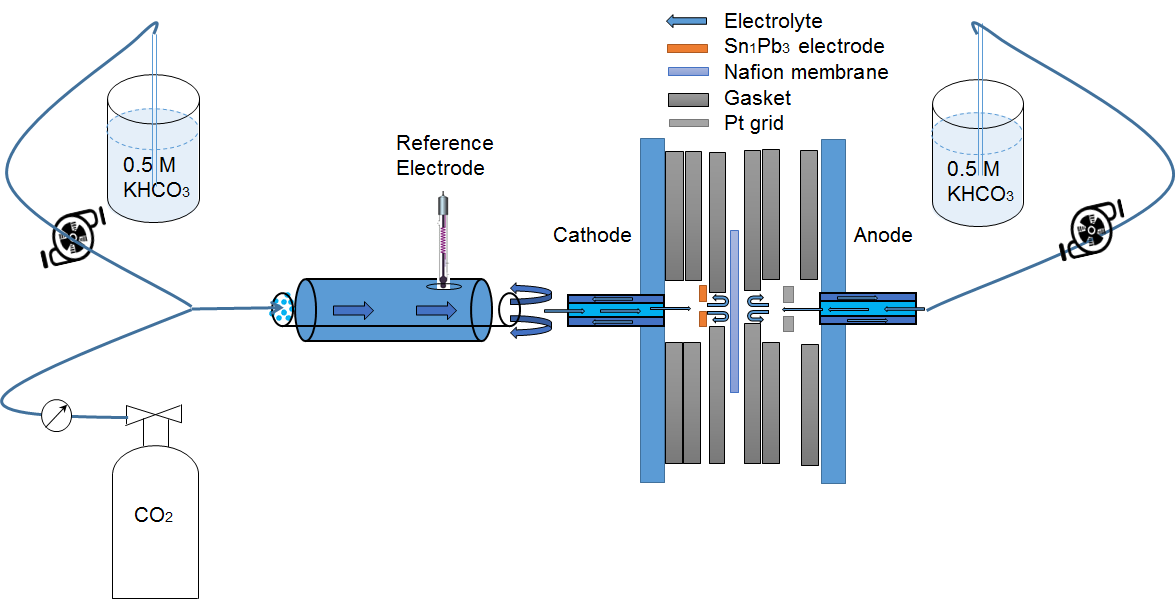 Electrolyte
Sn₁Pb₃ electrode
Nafion membrane
Gasket
Pt grid
0.5 M
KHCO₃
Reference
Electrode
Cathode
Anode
0.5 M
KHCO₃
CO₂